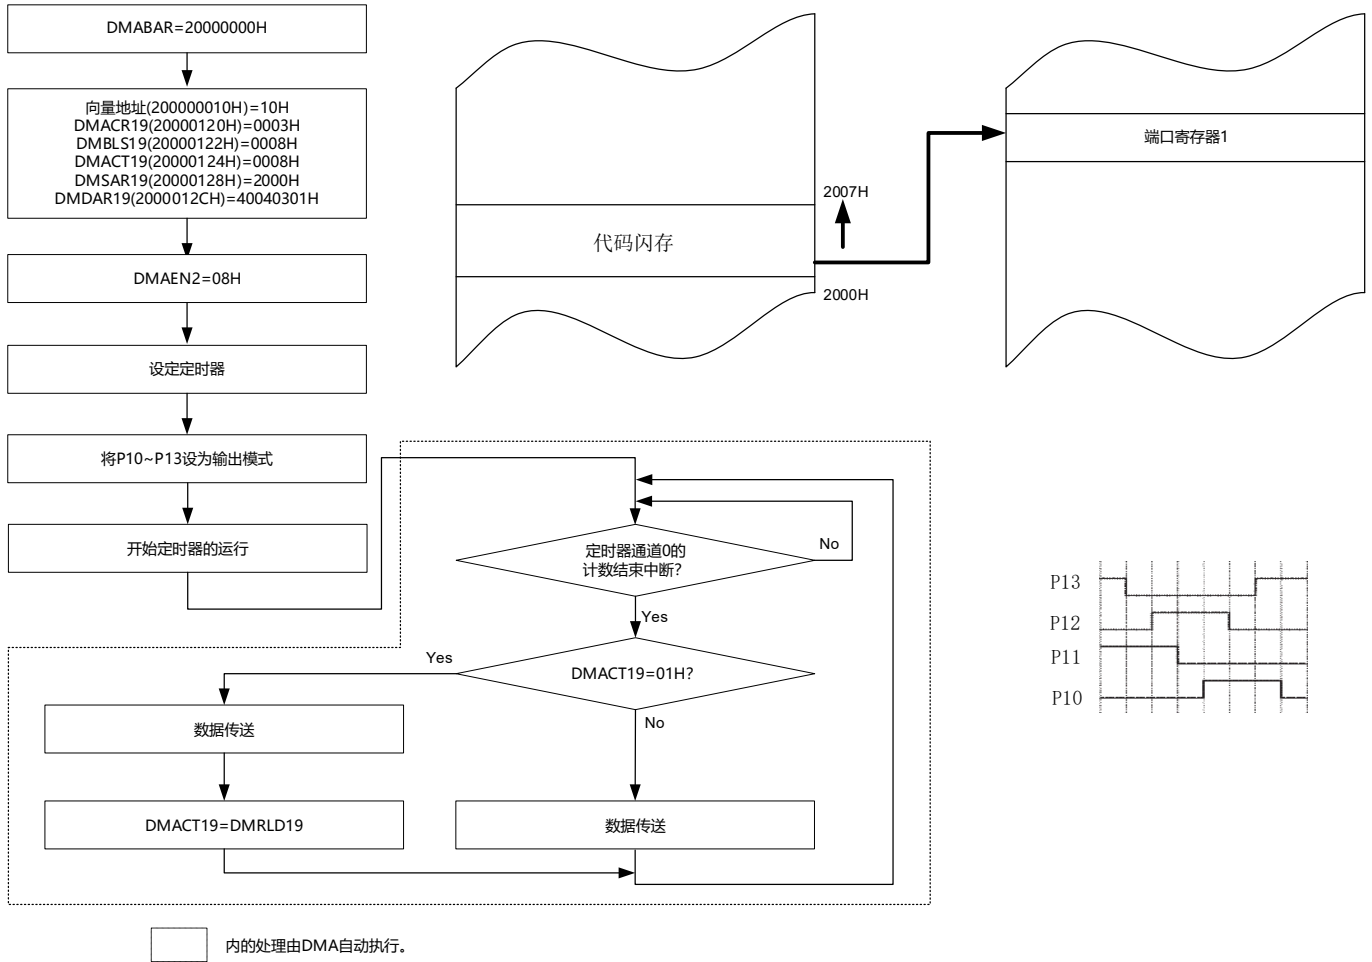 DMABAR=20000000H
向量地址(200000010H)=10H
DMACR19(20000120H)=0003H
DMBLS19(20000122H)=0008H
DMACT19(20000124H)=0008H
DMSAR19(20000128H)=2000H
DMDAR19(2000012CH)=40040301H
DMAEN2=08H
设定定时器
将P10~P13设为输出模式
开始定时器的运行
代码闪存
2007H
2000H
端口寄存器1
定时器通道0的
计数结束中断?
No
Yes
DMACT19=01H?
Yes
No
数据传送
DMACT19=DMRLD19
数据传送
P13
P12
P11
P10
内的处理由DMA自动执行。